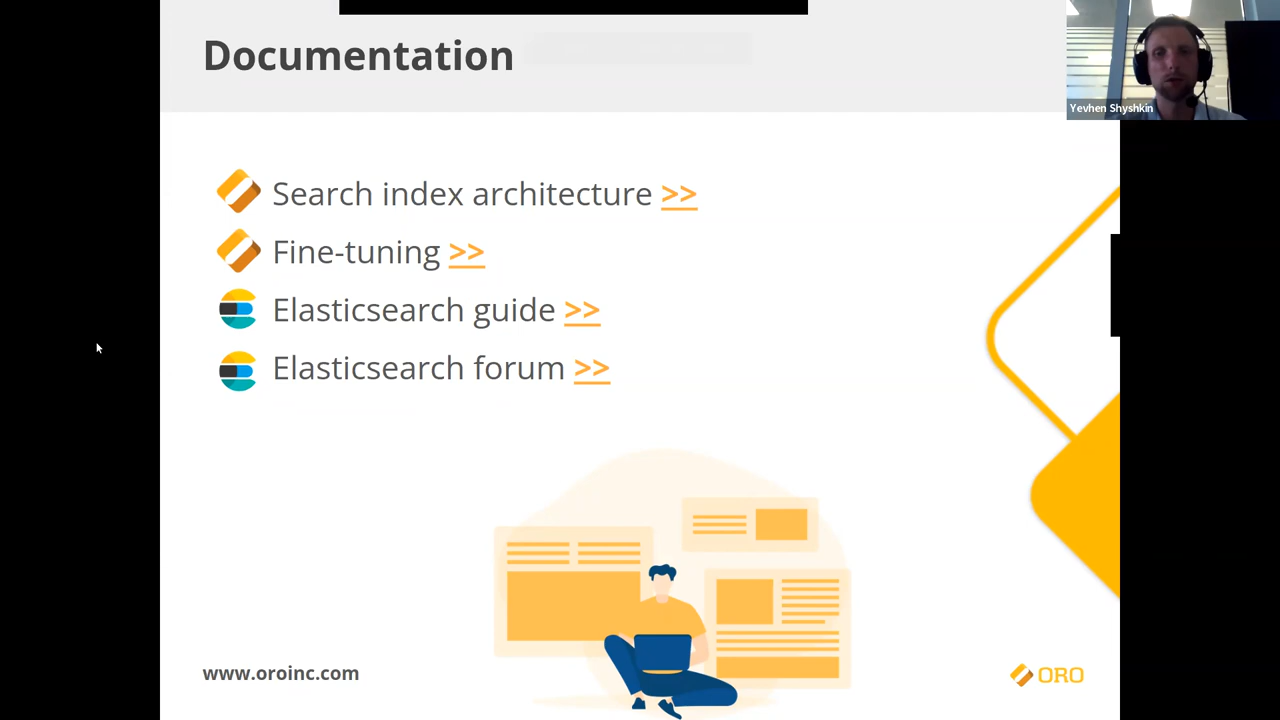 Documentation
Yevhen Shyshkin
Search index architecture >>
Fine-tuning >>
Elasticsearch guide >>
Elasticsearch forum >>
www.oroinc.com
ORO